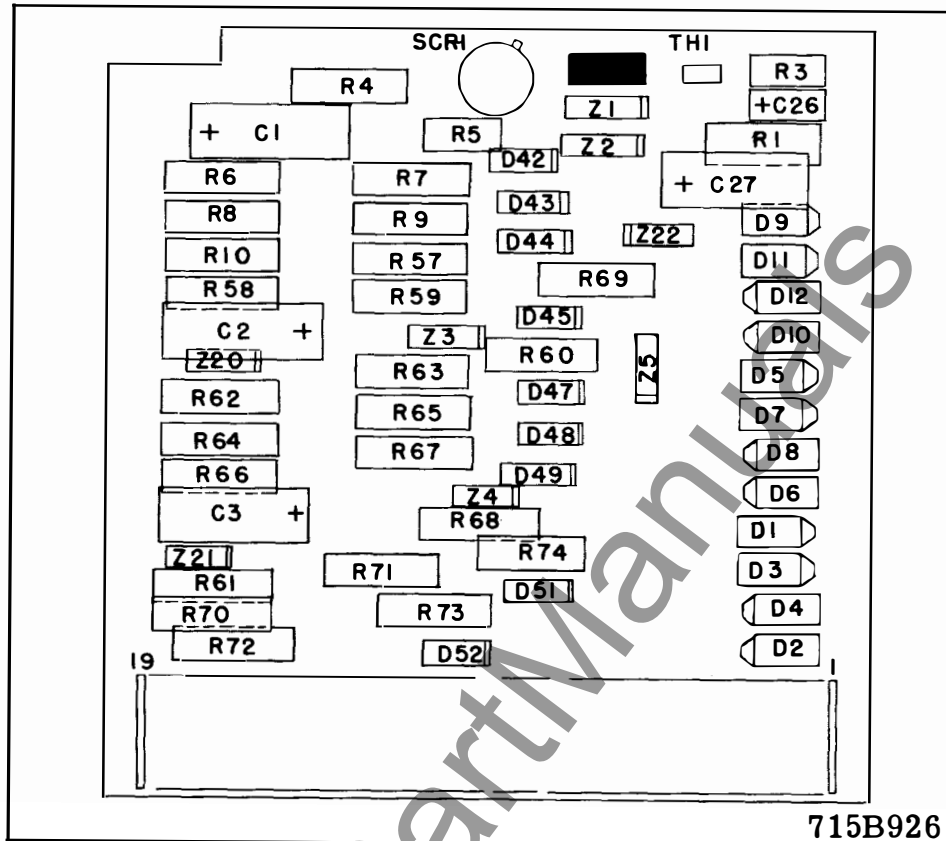 SCR1 TH1
R4 R3
Z1 +C26
+ C1 R5 Z2 R1
D42
R6 R7 + C27
R8 R9 D43 D9
D44 Z22
R10 R57 D11
R58 R59 R69 D12
C2 + Z3 D45 D10
Z20 R60
R62 R63 D47 Z5 D5
R64 R65 D48 D7
R66 R67 D49 D8
Z4 D6
C3 + R68 D1
Z21 R74
R61 R71 D51 D3
R70 R73 D4
R72 D52 D2
19 1
artManuals
715B926